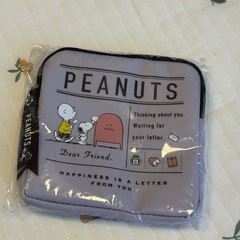 PEANUTS
Thinking about you.
Waiting for
your letter.
Dear Friend,
HAPPINESS IS A LETTER
FROM YOU
PEANUTS